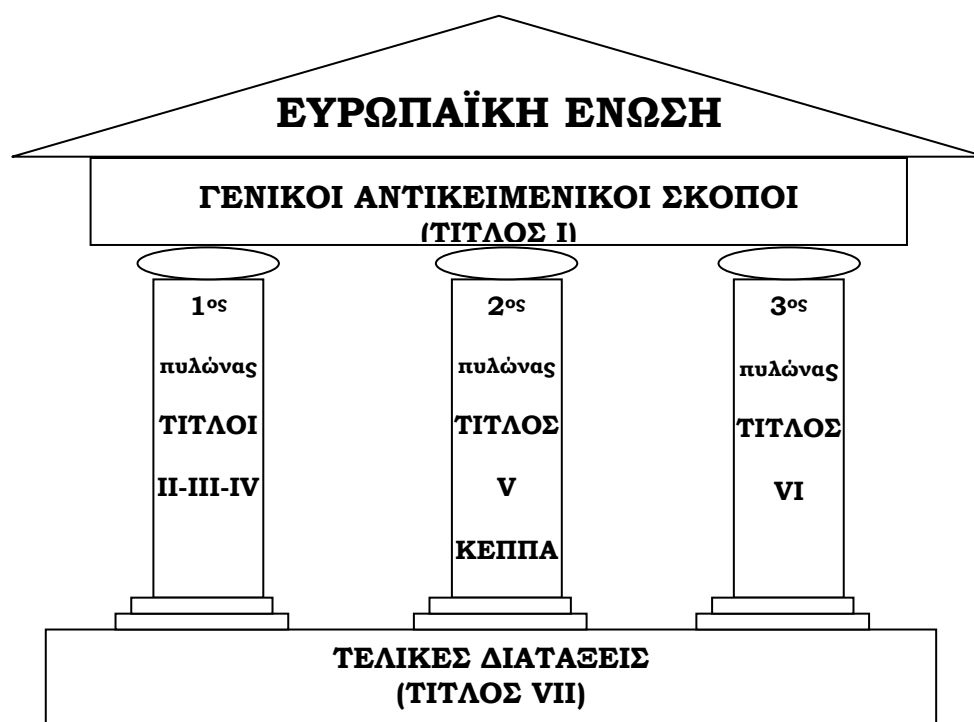 ΕΥΡΩΠΑΪΚΗ ΕΝΩΣΗ
ΓΕΝΙΚΟΙ ΑΝΤΙΚΕΙΜΕΝΙΚΟΙ ΣΚΟΠΟΙ
(ΤΙΤΛΟΣ Ι)
1ος
πυλώνας
ΤΙΤΛΟΙ
ΙΙ-ΙΙΙ-IV
2ος
πυλώνας
ΤΙΤΛΟΣ
V
ΚΕΠΠΑ
3ος
πυλώνας
ΤΙΤΛΟΣ
VI
ΤΕΛΙΚΕΣ ΔΙΑΤΑΞΕΙΣ
(ΤΙΤΛΟΣ VII)